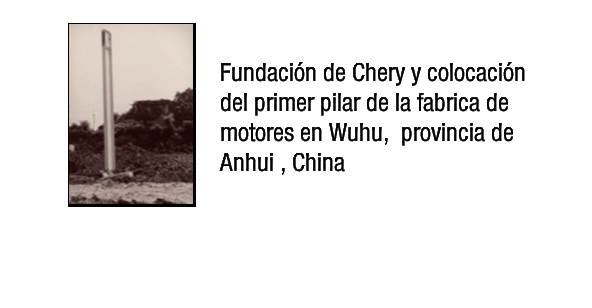 Fundación de Chery y colocación
del primer pilar de la fabrica de
motores en Wuhu,  provincia de
Anhui , China